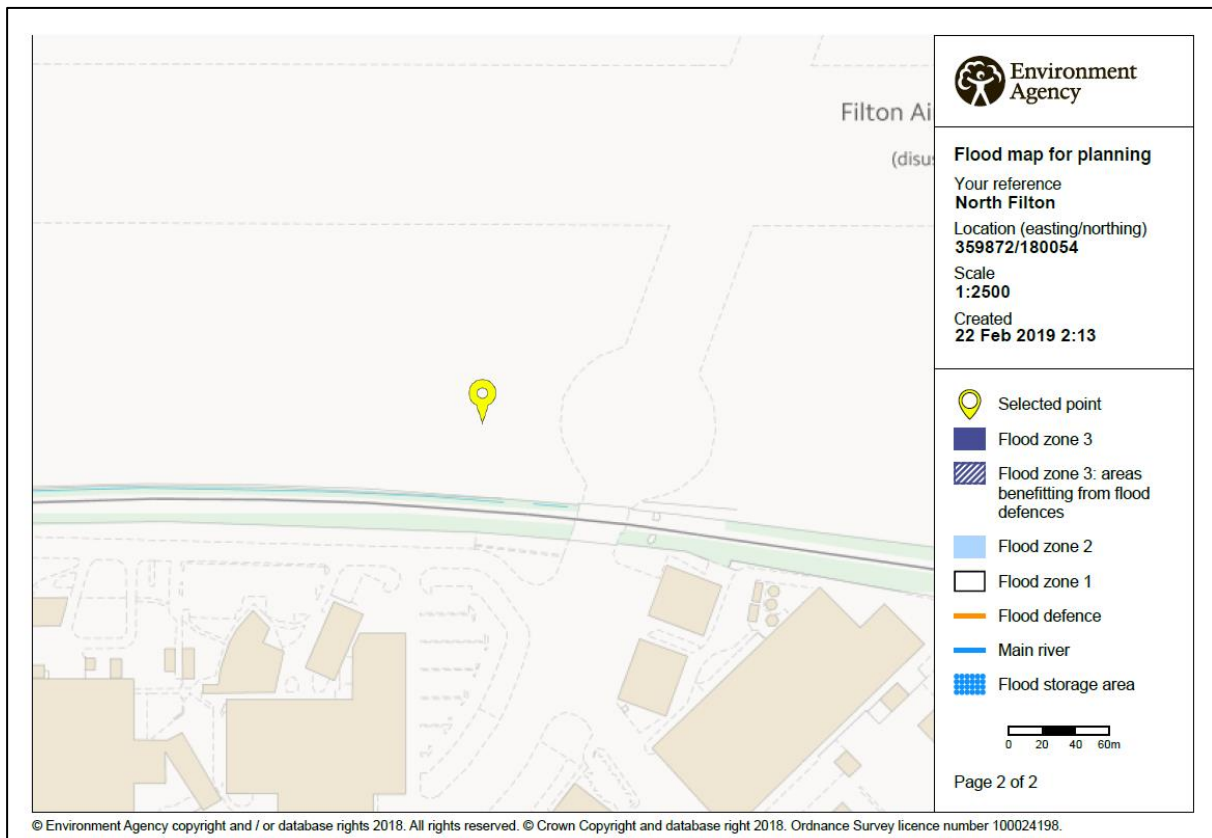 Filton Ai
(disus
Environment
Agency
Flood map for planning
Your reference
North Filton
Location (easting/northing)
359872/180054
Scale
1:2500
Created
22 Feb 2019 2:13
Selected point
Flood zone 3
Flood zone 3: areas
benefitting from flood
defences
Flood zone 2
Flood zone 1
Flood defence
Main river
Flood storage area
0 20 40 60m
Page 2 of 2
© Environment Agency copyright and / or database rights 2018. All rights reserved. © Crown Copyright and database right 2018. Ordnance Survey licence number 100024198.